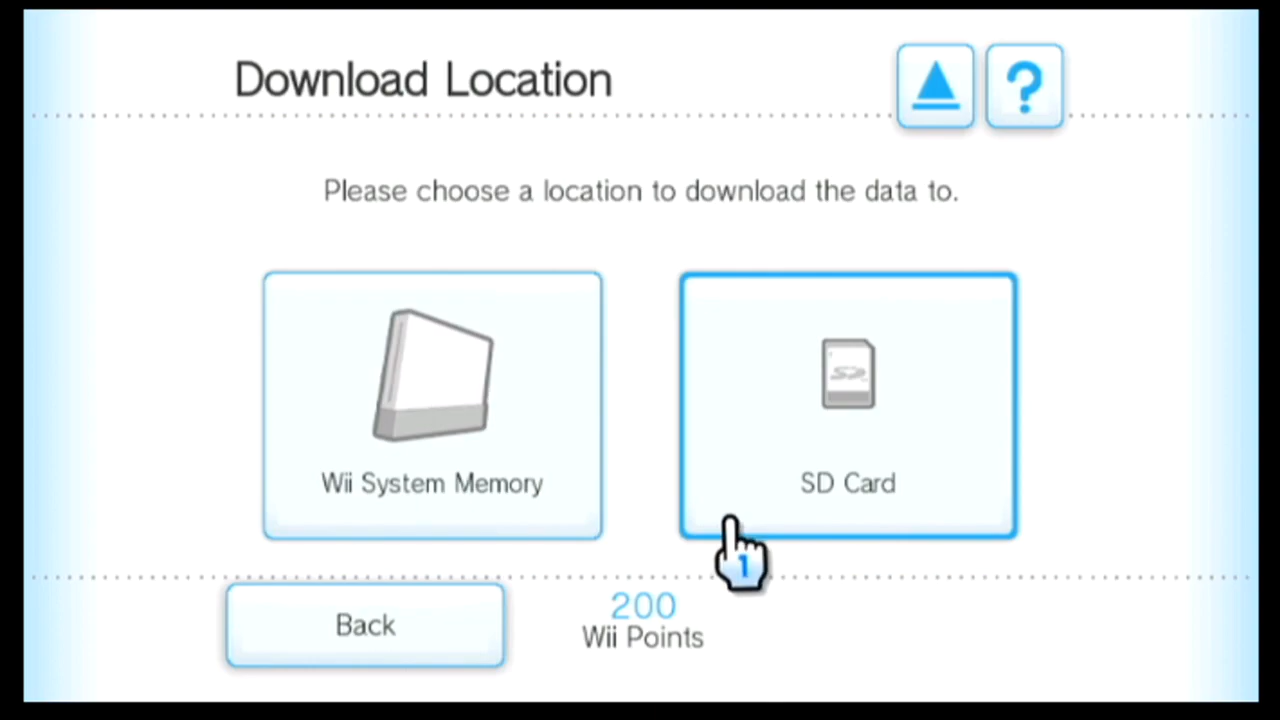 Download Location
?
Please choose a location to download the data to.
SD
Wii System Memory
SD Card
1
Back
200
Wii Points